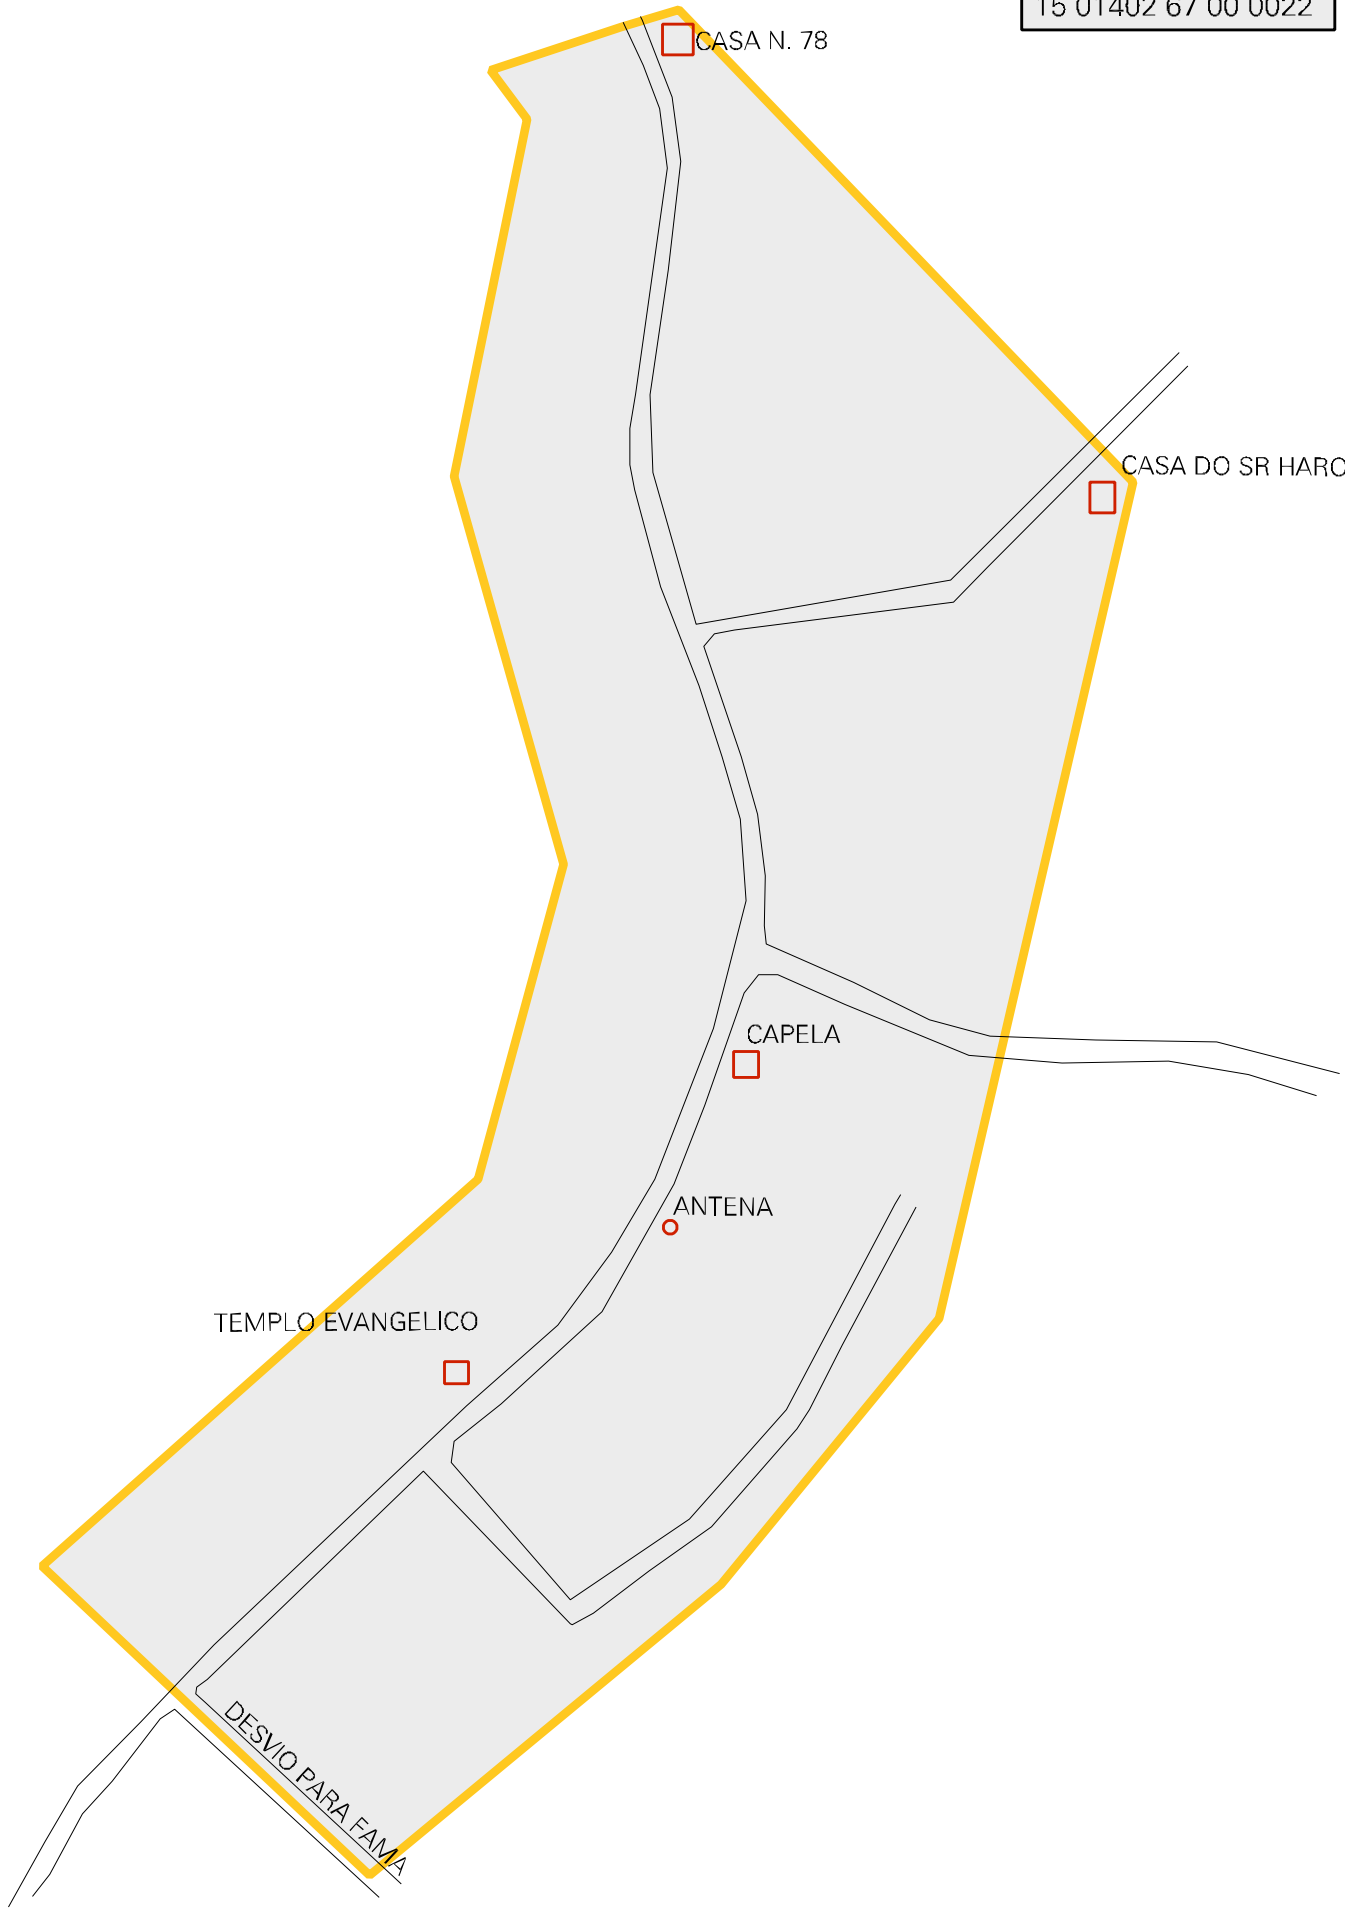 15 01402 67 00 0022
CASA N. 78
CASA DO SR HARO
CAPELA
ANTENA
TEMPLO EVANGELICO
DESVIO PARA FAMA